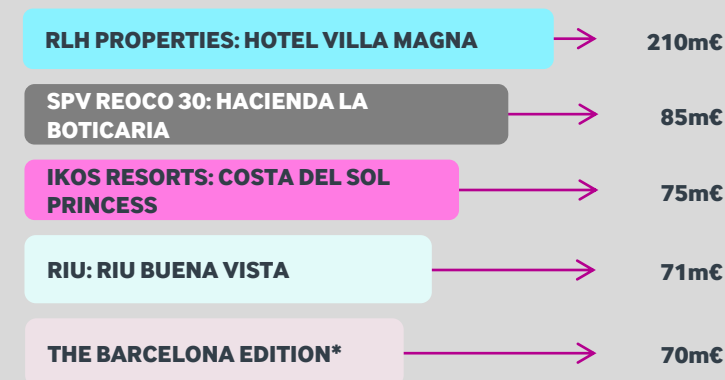 RLH PROPERTIES: HOTEL VILLA MAGNA 210m€
SPV REOCO 30: HACIENDA LA
BOTICARIA 85m€
IKOS RESORTS: COSTA DEL SOL
PRINCESS 75m€
RIU: RIU BUENA VISTA 71m€
THE BARCELONA EDITION* 70m€